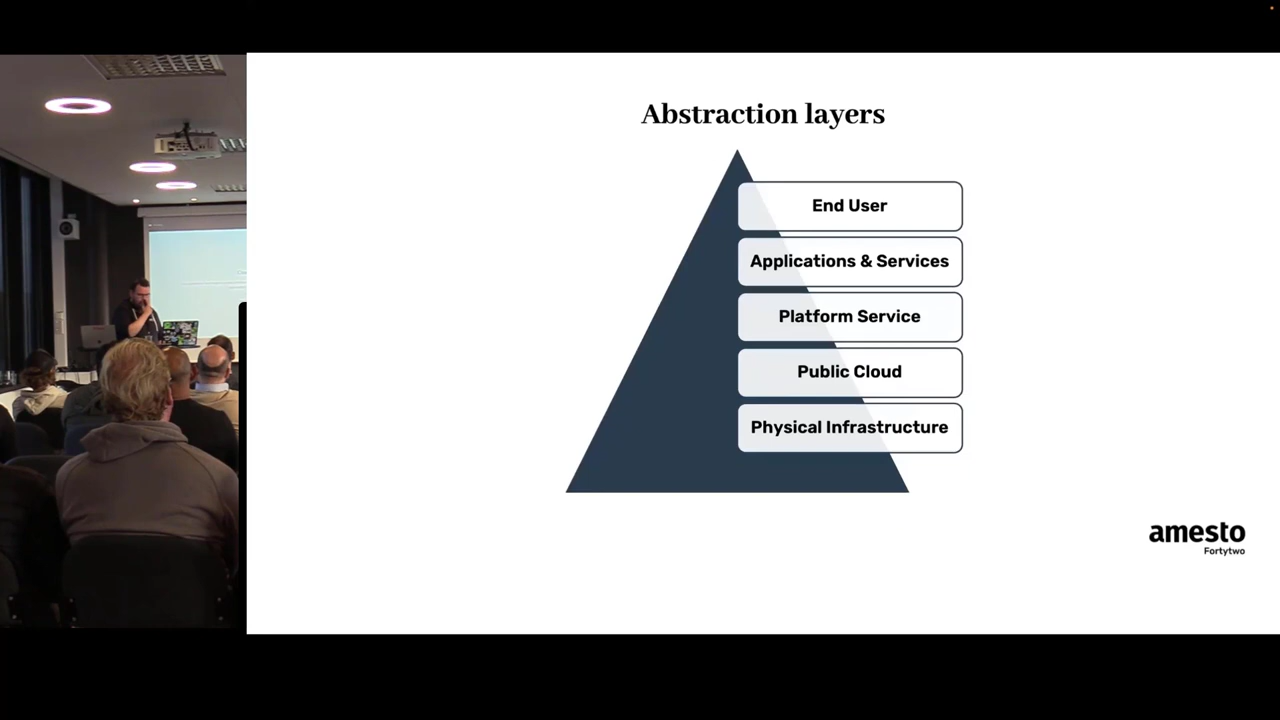 Abstraction layers
End User
Applications & Services
Platform Service
Public Cloud
Physical Infrastructure
amesto
Fortytwo